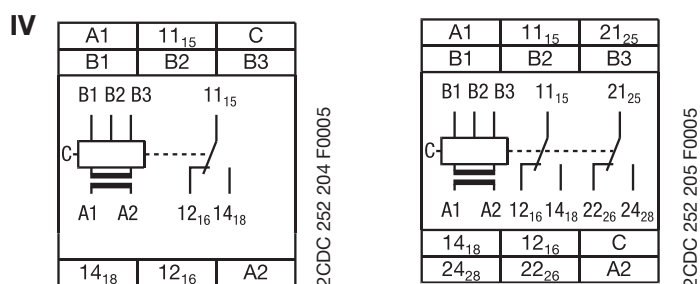 IV
A1 11₁₅ C
B1 B2 B3
B1 B2 B3 11₁₅
C
A1 A2 12₁₆ 14₁₈
14₁₈ 12₁₆ A2
2CDC 252 204 F0005
A1 11₁₅ 21₂₅
B1 B2 B3
B1 B2 B3 11₁₅ 21₂₅
C
A1 A2 12₁₆ 14₁₈ 22₂₆ 24₂₈
14₁₈ 12₁₆ C
24₂₈ 22₂₆ A2
2CDC 252 205 F0005